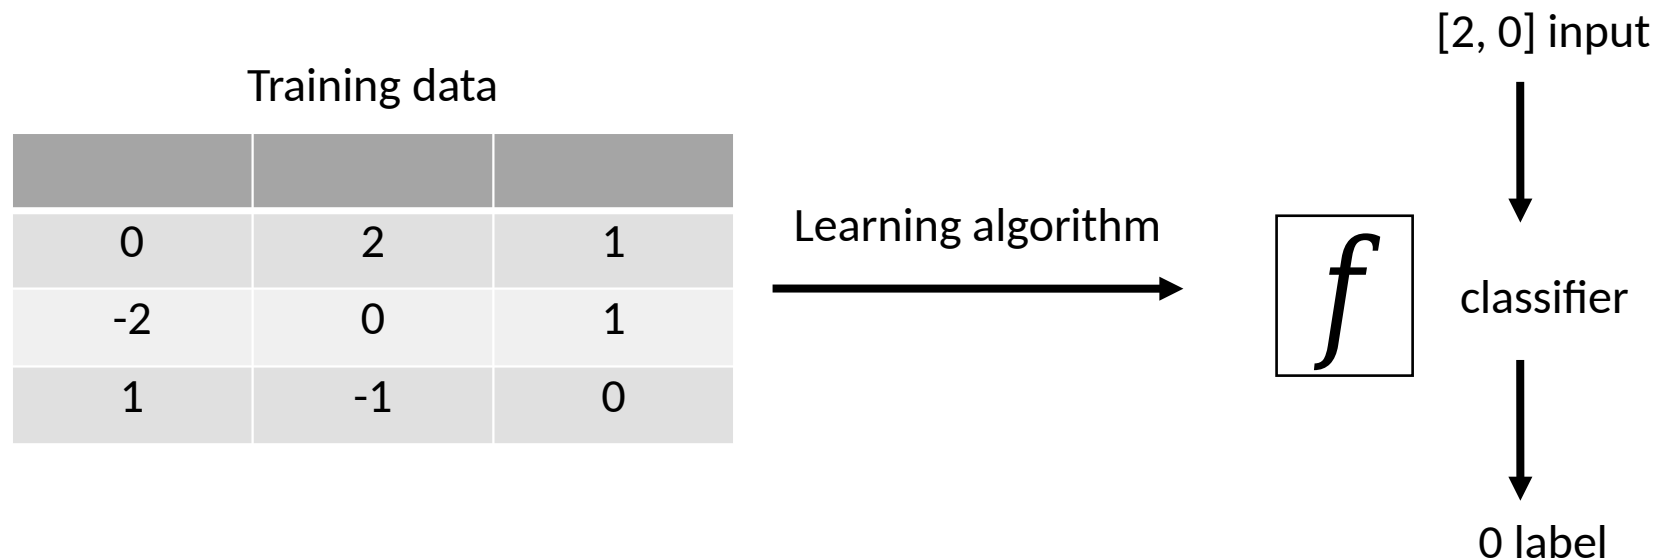 Training data
0 2 1
-2 0 1
1 -1 0
Learning algorithm
[2, 0] input
f
classifier
0 label